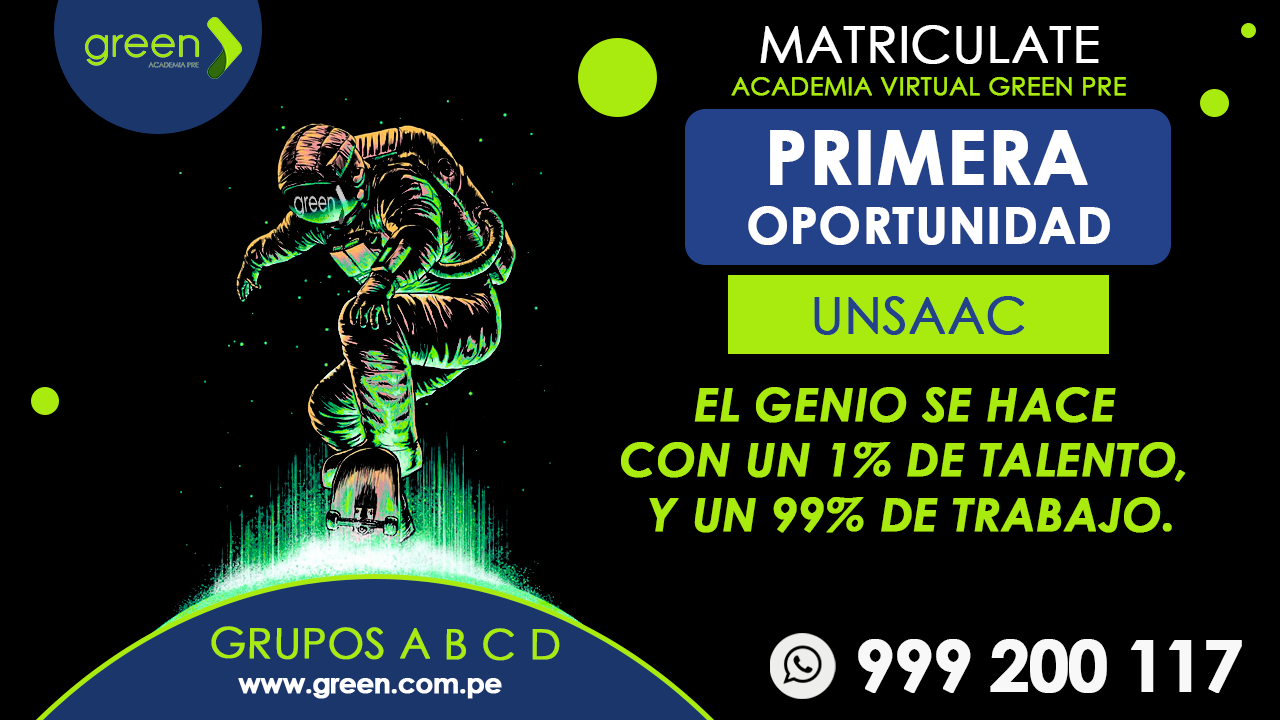 green
ACADEMIA PRE
MATRICULATE
ACADEMIA VIRTUAL GREEN PRE
PRIMERA
OPORTUNIDAD
UNSAAC
green
EL GENIO SE HACE
CON UN 1% DE TALENTO,
Y UN 99% DE TRABAJO.
GRUPOS A B C D
www.green.com.pe
999 200 117